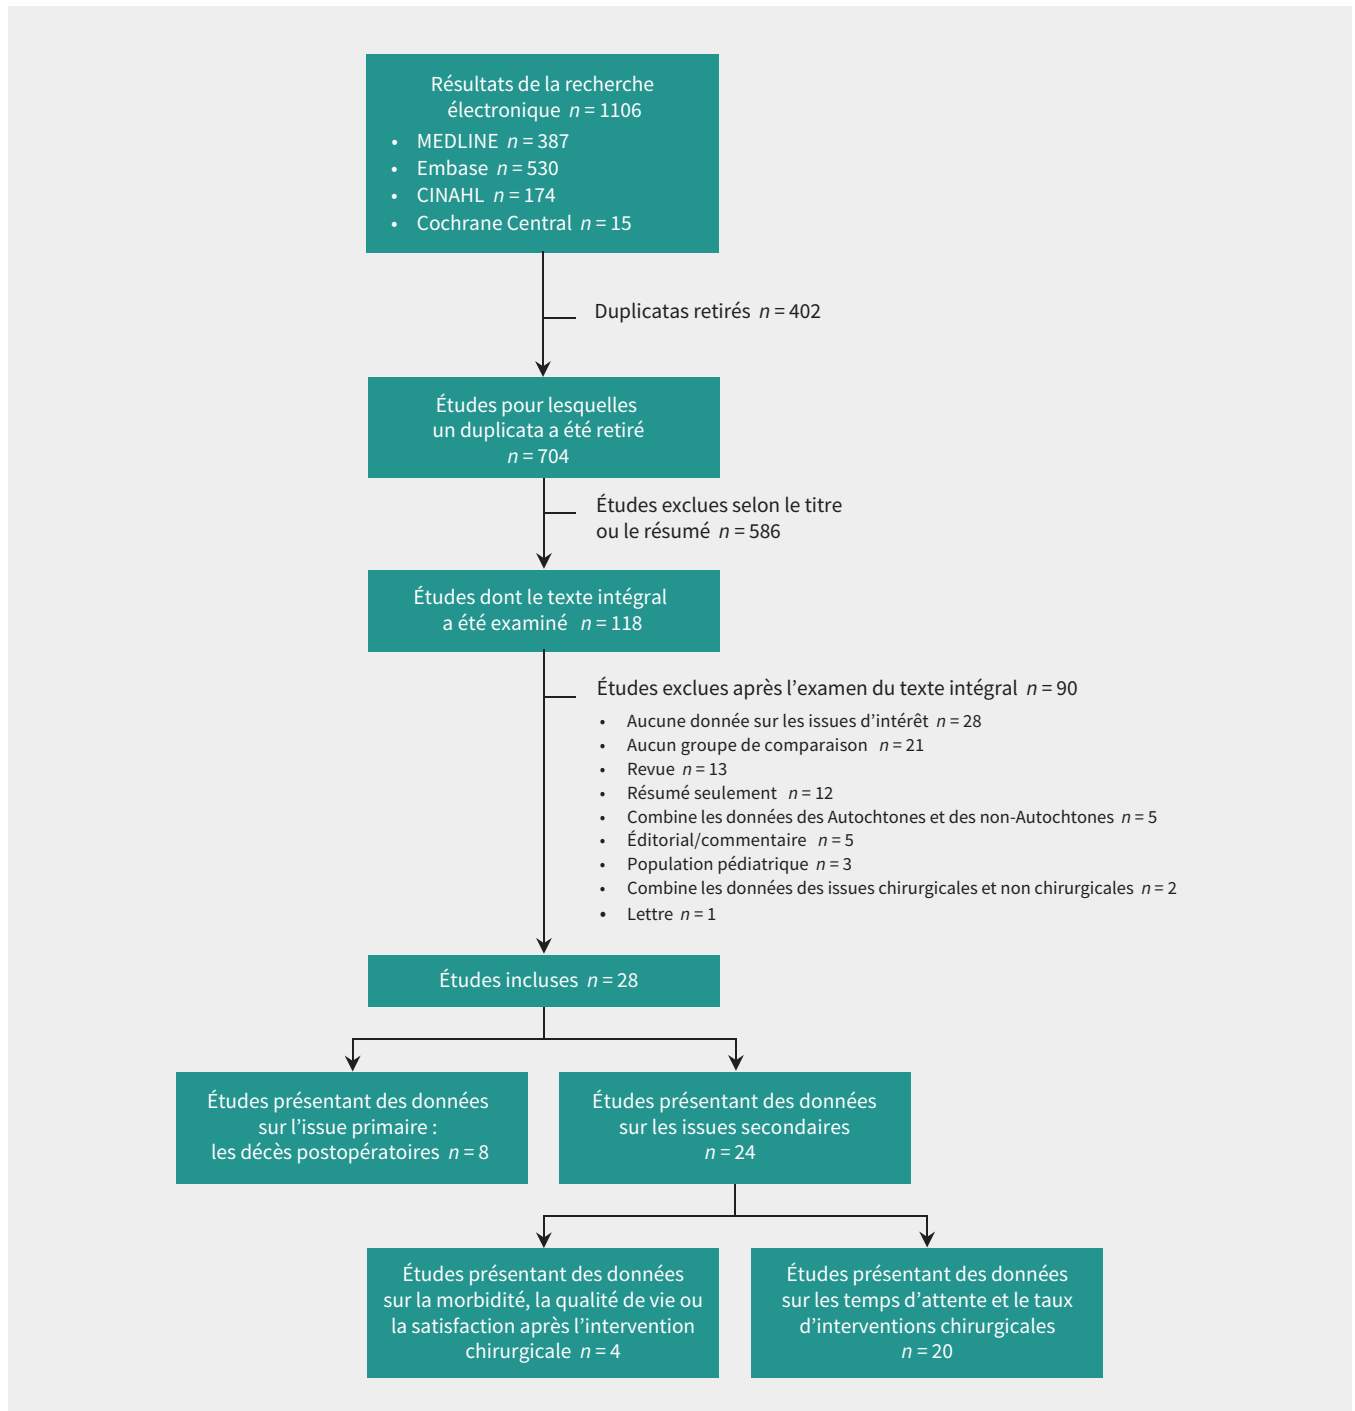 Résultats de la recherche
électronique n = 1106
• MEDLINE n = 387
• Embase n = 530
• CINAHL n = 174
• Cochrane Central n = 15
Duplicatas retirés n = 402
Études pour lesquelles
un duplicata a été retiré
n = 704
Études exclues selon le titre
ou le résumé n = 586
Études dont le texte intégral
a été examiné n = 118
Études exclues après l’examen du texte intégral n = 90
• Aucune donnée sur les issues d’intérêt n = 28
• Aucun groupe de comparaison n = 21
• Revue n = 13
• Résumé seulement n = 12
• Combine les données des Autochtones et des non-Autochtones n = 5
• Éditorial/commentaire n = 5
• Population pédiatrique n = 3
• Combine les données des issues chirurgicales et non chirurgicales n = 2
• Lettre n = 1
Études incluses n = 28
Études présentant des données
sur l’issue primaire :
les décès postopératoires n = 8
Études présentant des données
sur les issues secondaires
n = 24
Études présentant des données
sur la morbidité, la qualité de vie ou
la satisfaction après l’intervention
chirurgicale n = 4
Études présentant des données
sur les temps d’attente et le taux
d’interventions chirurgicales
n = 20